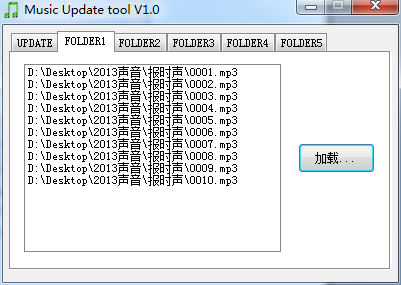 Music Update tool V1.0
UPDATE FOLDER1 FOLDER2 FOLDER3 FOLDER4 FOLDER5
D:\Desktop\2013声音\报时声\0001.mp3
D:\Desktop\2013声音\报时声\0002.mp3
D:\Desktop\2013声音\报时声\0003.mp3
D:\Desktop\2013声音\报时声\0004.mp3
D:\Desktop\2013声音\报时声\0005.mp3
D:\Desktop\2013声音\报时声\0006.mp3
D:\Desktop\2013声音\报时声\0007.mp3
D:\Desktop\2013声音\报时声\0008.mp3
D:\Desktop\2013声音\报时声\0009.mp3
D:\Desktop\2013声音\报时声\0010.mp3
加载...